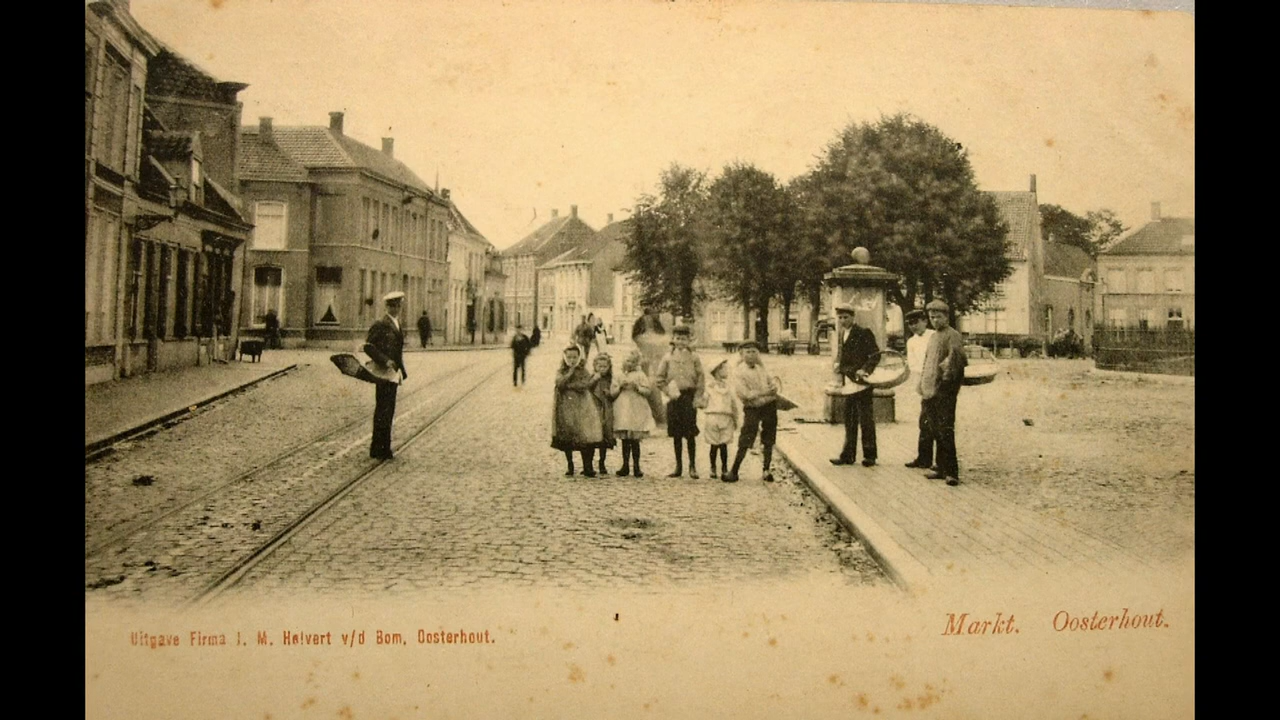 Uitgave Firma I. M. Helvert v/d Bom, Oosterhout.
Markt. Oosterhout.